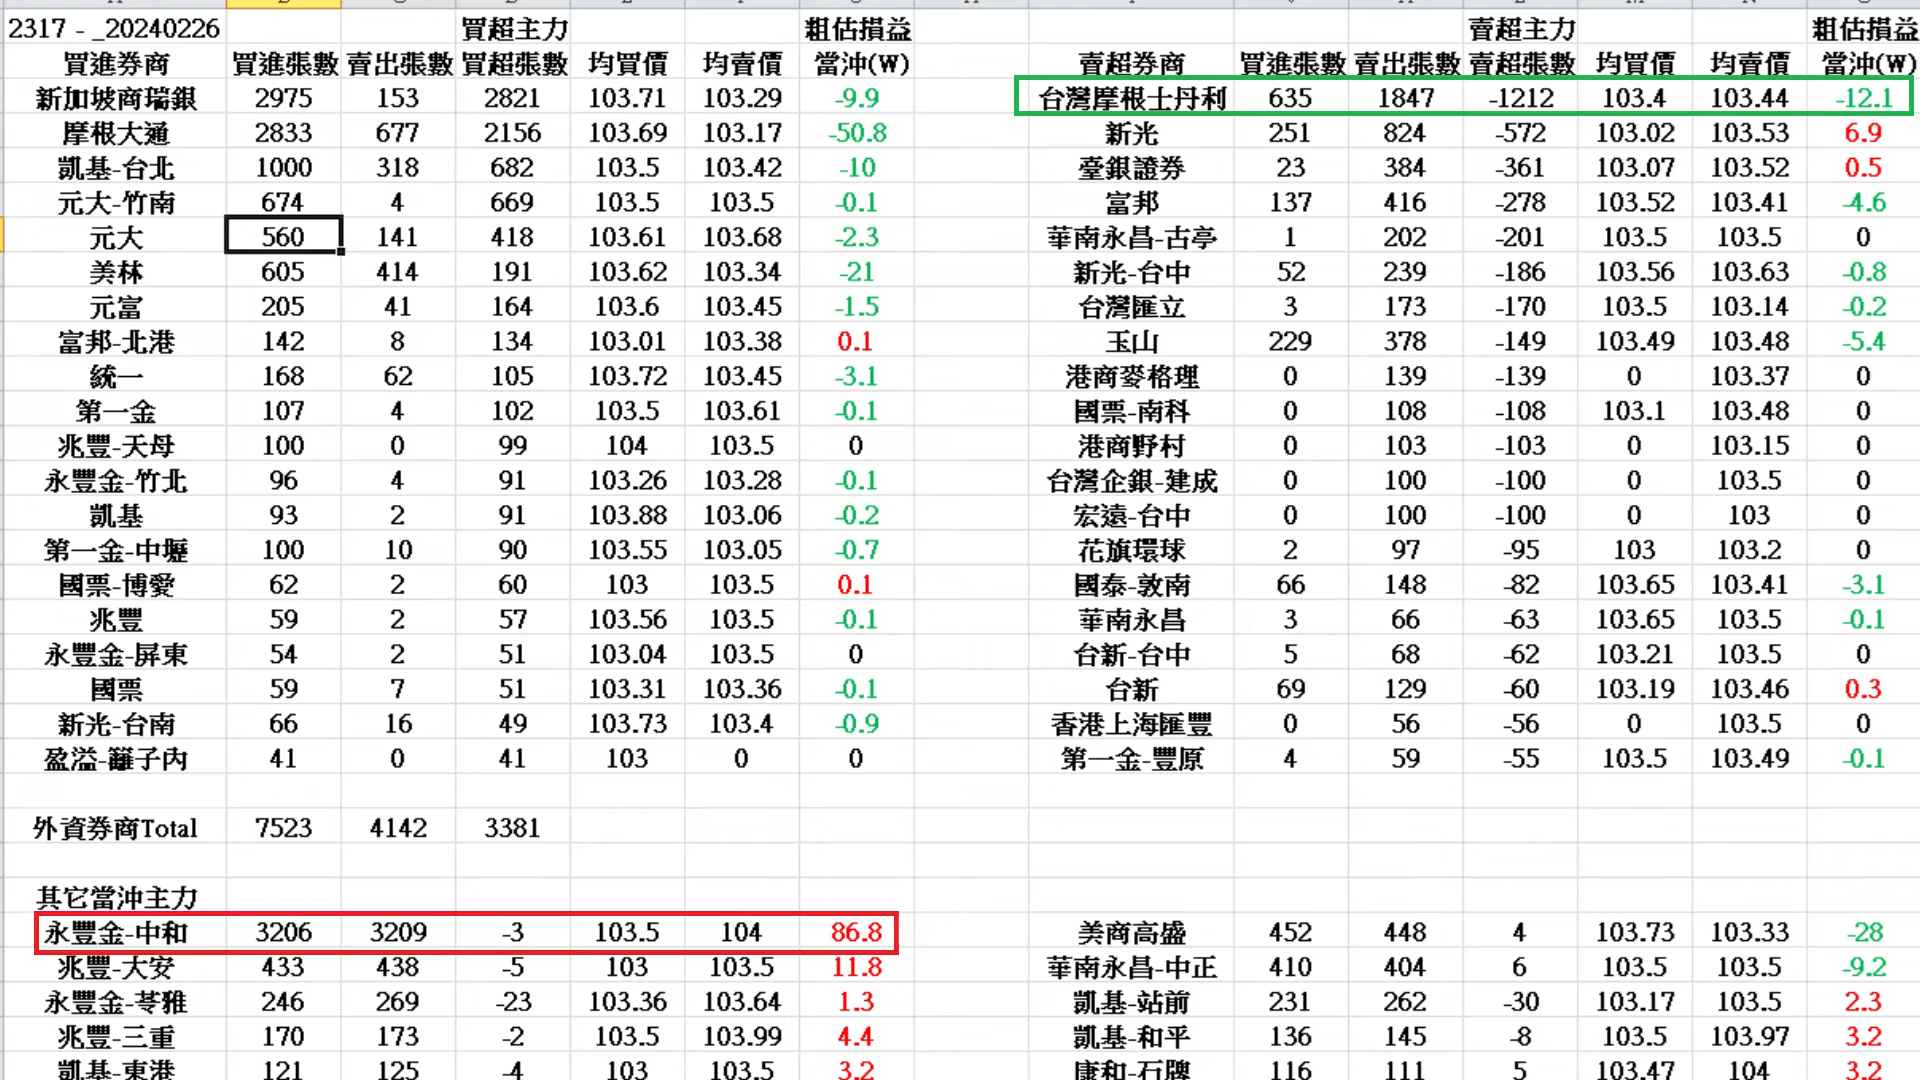 2317 - _20240226 買超主力 粗估損益 賣超主力 粗估損益
買進券商 買進張數 賣出張數 買超張數 均買價 均賣價 當沖(W) 賣超券商 買進張數 賣出張數 賣超張數 均買價 均賣價 當沖(W)
新加坡商瑞銀 2975 153 2821 103.71 103.29 -9.9 台灣摩根士丹利 635 1847 -1212 103.4 103.44 -12.1
摩根大通 2833 677 2156 103.69 103.17 -50.8 新光 251 824 -572 103.02 103.53 6.9
凱基-台北 1000 318 682 103.5 103.42 -10 臺銀證券 23 384 -361 103.07 103.52 0.5
元大-竹南 674 4 669 103.5 103.5 -0.1 富邦 137 416 -278 103.52 103.41 -4.6
元大 560 141 418 103.61 103.68 -2.3 華南永昌-古亭 1 202 -201 103.5 103.5 0
美林 605 414 191 103.62 103.34 -21 新光-台中 52 239 -186 103.56 103.63 -0.8
元富 205 41 164 103.6 103.45 -1.5 台灣匯立 3 173 -170 103.5 103.14 -0.2
富邦-北港 142 8 134 103.01 103.38 0.1 玉山 229 378 -149 103.49 103.48 -5.4
統一 168 62 105 103.72 103.45 -3.1 港商麥格理 0 139 -139 0 103.37 0
第一金 107 4 102 103.5 103.61 -0.1 國票-南科 0 108 -108 103.1 103.48 0
兆豐-天母 100 0 99 104 103.5 0 港商野村 0 103 -103 0 103.15 0
永豐金-竹北 96 4 91 103.26 103.28 -0.1 台灣企銀-建成 0 100 -100 0 103.5 0
凱基 93 2 91 103.88 103.06 -0.2 宏遠-台中 0 100 -100 0 103 0
第一金-中壢 100 10 90 103.55 103.05 -0.7 花旗環球 2 97 -95 103 103.2 0
國票-博愛 62 2 60 103 103.5 0.1 國泰-敦南 66 148 -82 103.65 103.41 -3.1
兆豐 59 2 57 103.56 103.5 -0.1 華南永昌 3 66 -63 103.65 103.5 -0.1
永豐金-屏東 54 2 51 103.04 103.5 0 台新-台中 5 68 -62 103.21 103.5 0
國票 59 7 51 103.31 103.36 -0.1 台新 69 129 -60 103.19 103.46 0.3
新光-台南 66 16 49 103.73 103.4 -0.9 香港上海匯豐 0 56 -56 0 103.5 0
盈溢-籬子內 41 0 41 103 0 0 第一金-豐原 4 59 -55 103.5 103.49 -0.1
外資券商Total 7523 4142 3381
其它當沖主力
永豐金-中和 3206 3209 -3 103.5 104 86.8 美商高盛 452 448 4 103.73 103.33 -28
兆豐-大安 433 438 -5 103 103.5 11.8 華南永昌-中正 410 404 6 103.5 103.5 -9.2
永豐金-苓雅 246 269 -23 103.36 103.64 1.3 凱基-站前 231 262 -30 103.17 103.5 2.3
兆豐-三重 170 173 -2 103.5 103.99 4.4 凱基-和平 136 145 -8 103.5 103.97 3.2
凱基-東港 121 125 -4 103 103.5 3.2 康和-石牌 116 111 5 103.47 104 3.2